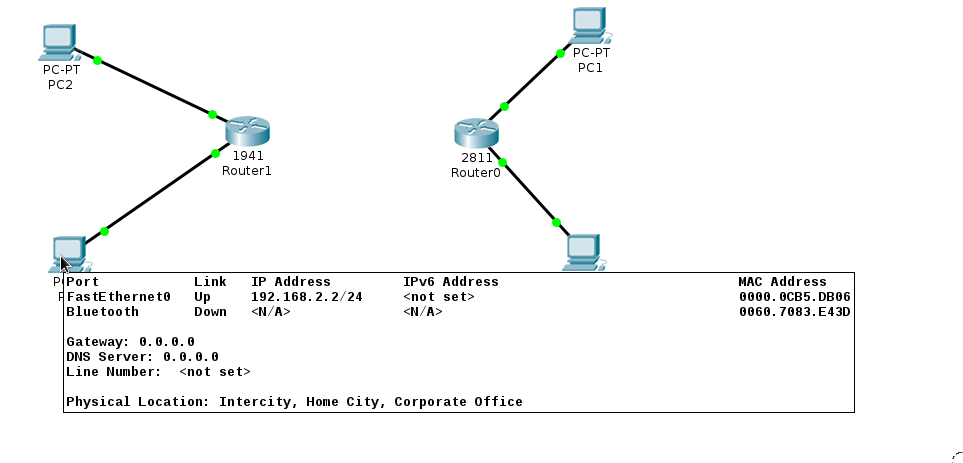 PC-PT
PC2
PC-PT
PC1
1941
Router1
2811
Router0
Port Link IP Address IPv6 Address MAC Address
FastEthernet0 Up 192.168.2.2/24 <not set> 0000.0CB5.DB06
Bluetooth Down <N/A> <N/A> 0060.7083.E43D
Gateway: 0.0.0.0
DNS Server: 0.0.0.0
Line Number: <not set>
Physical Location: Intercity, Home City, Corporate Office